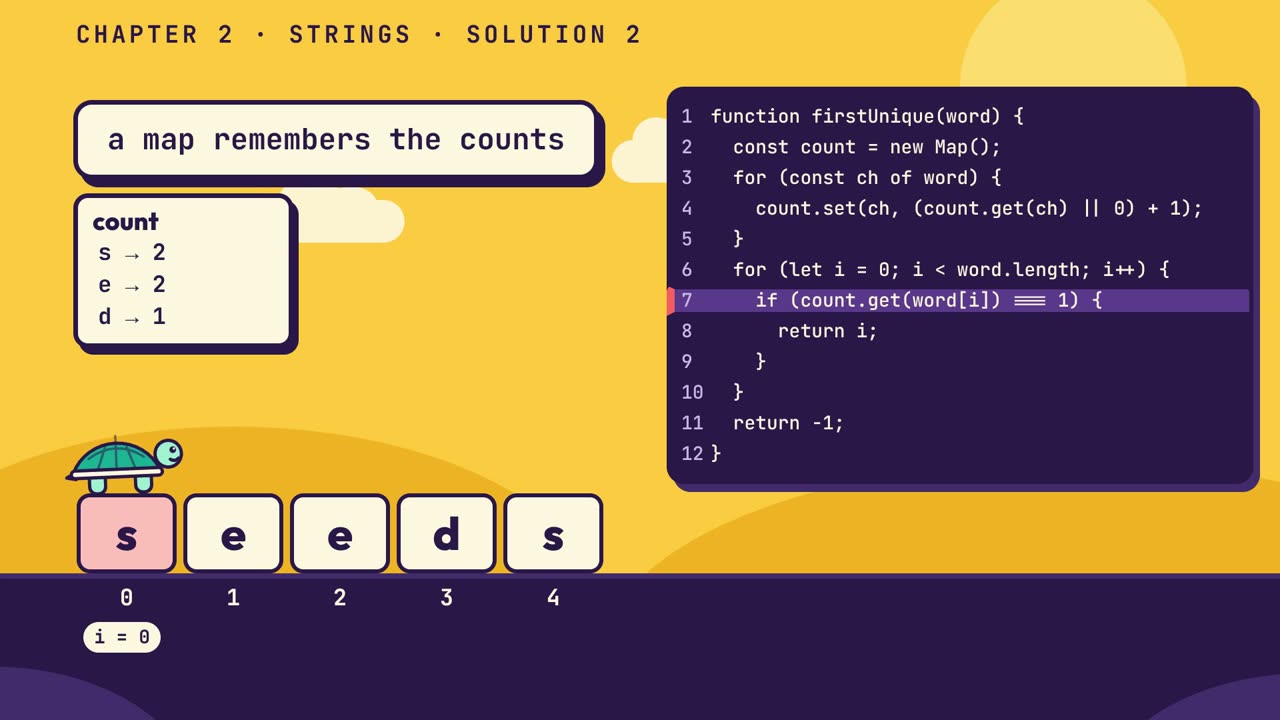 CHAPTER 2 · STRINGS · SOLUTION 2
a map remembers the counts
count
s → 2
e → 2
d → 1
1 function firstUnique(word) {
2   const count = new Map();
3   for (const ch of word) {
4     count.set(ch, (count.get(ch) || 0) + 1);
5   }
6   for (let i = 0; i < word.length; i++) {
7     if (count.get(word[i]) === 1) {
8       return i;
9     }
10   }
11   return -1;
12 }
s e e d s
0 1 2 3 4
i = 0